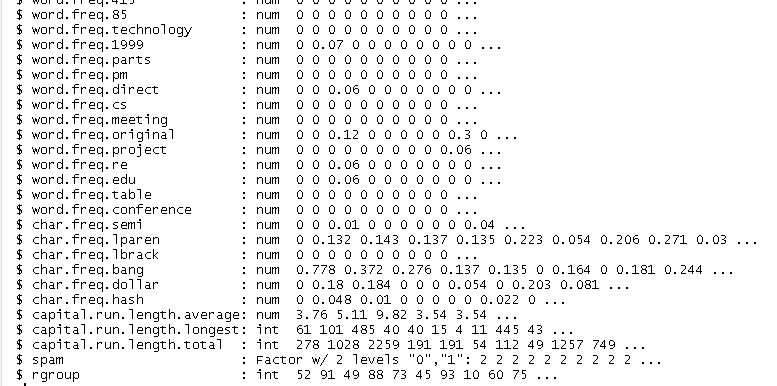 $ word.freq.415 : num 0 0 0 0 0 0 0 0 0 0 ...
$ word.freq.85 : num 0 0 0 0 0 0 0 0 0 0 ...
$ word.freq.technology : num 0 0 0 0 0 0 0 0 0 0 ...
$ word.freq.1999 : num 0 0.07 0 0 0 0 0 0 0 0 ...
$ word.freq.parts : num 0 0 0 0 0 0 0 0 0 0 ...
$ word.freq.pm : num 0 0 0 0 0 0 0 0 0 0 ...
$ word.freq.direct : num 0 0 0.06 0 0 0 0 0 0 0 ...
$ word.freq.cs : num 0 0 0 0 0 0 0 0 0 0 ...
$ word.freq.meeting : num 0 0 0 0 0 0 0 0 0 0 ...
$ word.freq.original : num 0 0 0.12 0 0 0 0 0 0.3 0 ...
$ word.freq.project : num 0 0 0 0 0 0 0 0 0 0.06 ...
$ word.freq.re : num 0 0 0.06 0 0 0 0 0 0 0 ...
$ word.freq.edu : num 0 0 0.06 0 0 0 0 0 0 0 ...
$ word.freq.table : num 0 0 0 0 0 0 0 0 0 0 ...
$ word.freq.conference : num 0 0 0 0 0 0 0 0 0 0 ...
$ char.freq.semi : num 0 0 0.01 0 0 0 0 0 0 0.04 ...
$ char.freq.lparen : num 0 0.132 0.143 0.137 0.135 0.223 0.054 0.206 0.271 0.03 ...
$ char.freq.lbrack : num 0 0 0 0 0 0 0 0 0 0 ...
$ char.freq.bang : num 0.778 0.372 0.276 0.137 0.135 0 0.164 0 0.181 0.244 ...
$ char.freq.dollar : num 0 0.18 0.184 0 0 0 0.054 0 0.203 0.081 ...
$ char.freq.hash : num 0 0.048 0.01 0 0 0 0 0 0.022 0 ...
$ capital.run.length.average: num 3.76 5.11 9.82 3.54 3.54 ...
$ capital.run.length.longest: int 61 101 485 40 40 15 4 11 445 43 ...
$ capital.run.length.total : int 278 1028 2259 191 191 54 112 49 1257 749 ...
$ spam : Factor w/ 2 levels "0","1": 2 2 2 2 2 2 2 2 2 2 ...
$ rgroup : int 52 91 49 88 73 45 93 10 60 75 ...